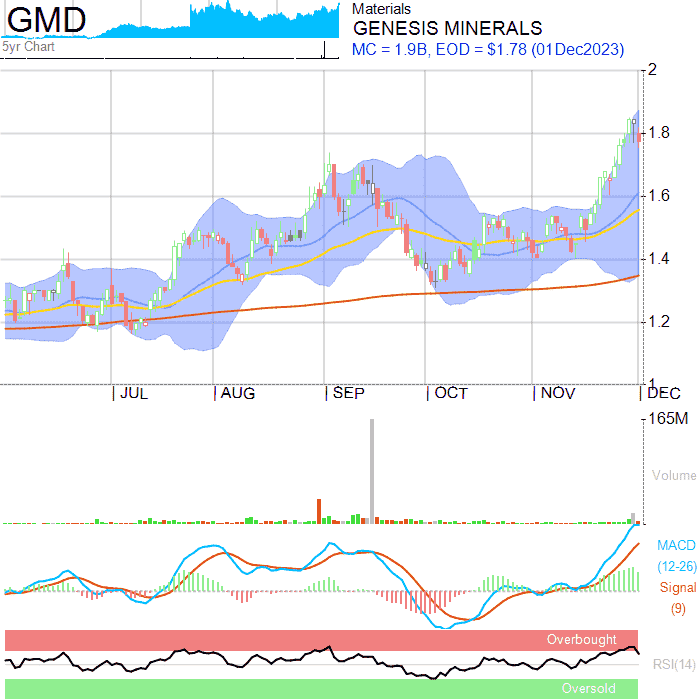 GMD
5yr Chart
Materials
GENESIS MINERALS
MC = 1.9B, EOD = $1.78 (01Dec2023)
2
1.8
1.6
1.4
1.2
1
JUL AUG SEP OCT NOV DEC
165M
Volume
MACD
(12-26)
Signal
(9)
Overbought
RSI(14)
Oversold